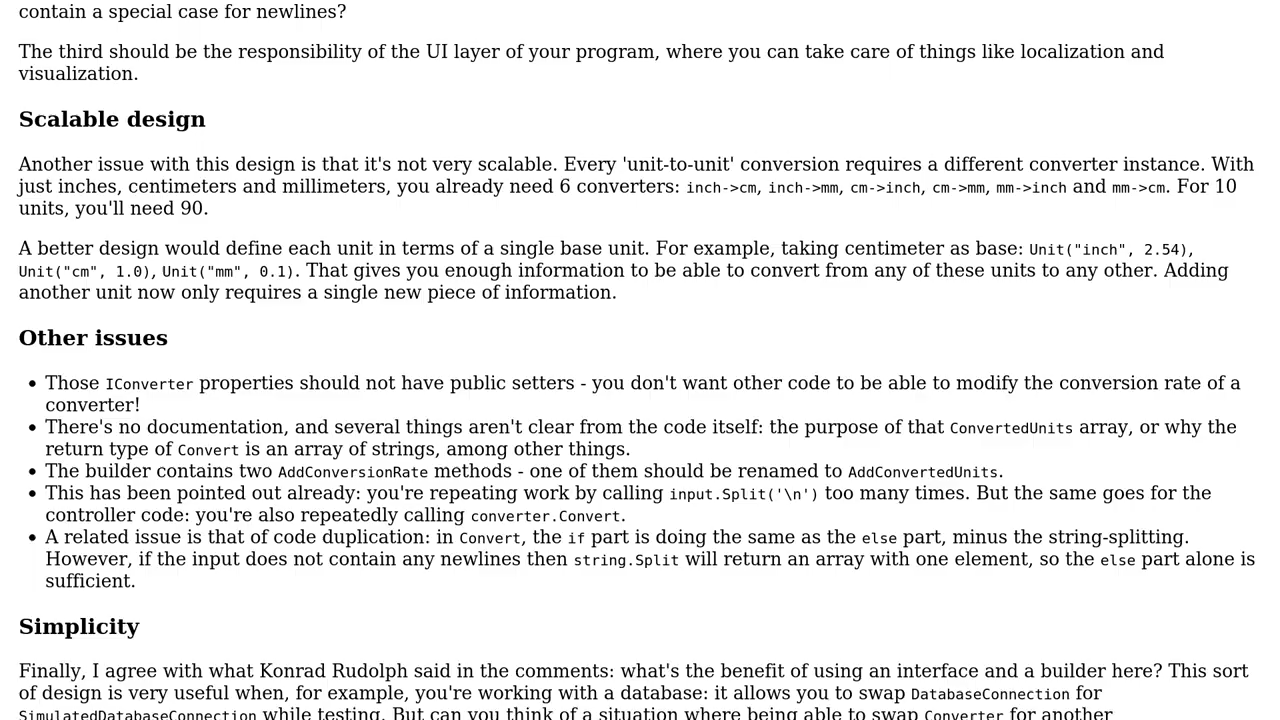 contain a special case for newlines?
The third should be the responsibility of the UI layer of your program, where you can take care of things like localization and
visualization.
Scalable design
Another issue with this design is that it's not very scalable. Every 'unit-to-unit' conversion requires a different converter instance. With
just inches, centimeters and millimeters, you already need 6 converters: inch->cm, inch->mm, cm->inch, cm->mm, mm->inch and mm->cm. For 10
units, you'll need 90.
A better design would define each unit in terms of a single base unit. For example, taking centimeter as base: Unit("inch", 2.54),
Unit("cm", 1.0), Unit("mm", 0.1). That gives you enough information to be able to convert from any of these units to any other. Adding
another unit now only requires a single new piece of information.
Other issues
• Those IConverter properties should not have public setters - you don't want other code to be able to modify the conversion rate of a
converter!
• There's no documentation, and several things aren't clear from the code itself: the purpose of that ConvertedUnits array, or why the
return type of Convert is an array of strings, among other things.
• The builder contains two AddConversionRate methods - one of them should be renamed to AddConvertedUnits.
• This has been pointed out already: you're repeating work by calling input.Split('\n') too many times. But the same goes for the
controller code: you're also repeatedly calling converter.Convert.
• A related issue is that of code duplication: in Convert, the if part is doing the same as the else part, minus the string-splitting.
However, if the input does not contain any newlines then string.Split will return an array with one element, so the else part alone is
sufficient.
Simplicity
Finally, I agree with what Konrad Rudolph said in the comments: what's the benefit of using an interface and a builder here? This sort
of design is very useful when, for example, you're working with a database: it allows you to swap DatabaseConnection for
SimulatedDatabaseConnection while testing. But can you think of a situation where being able to swap Converter for another